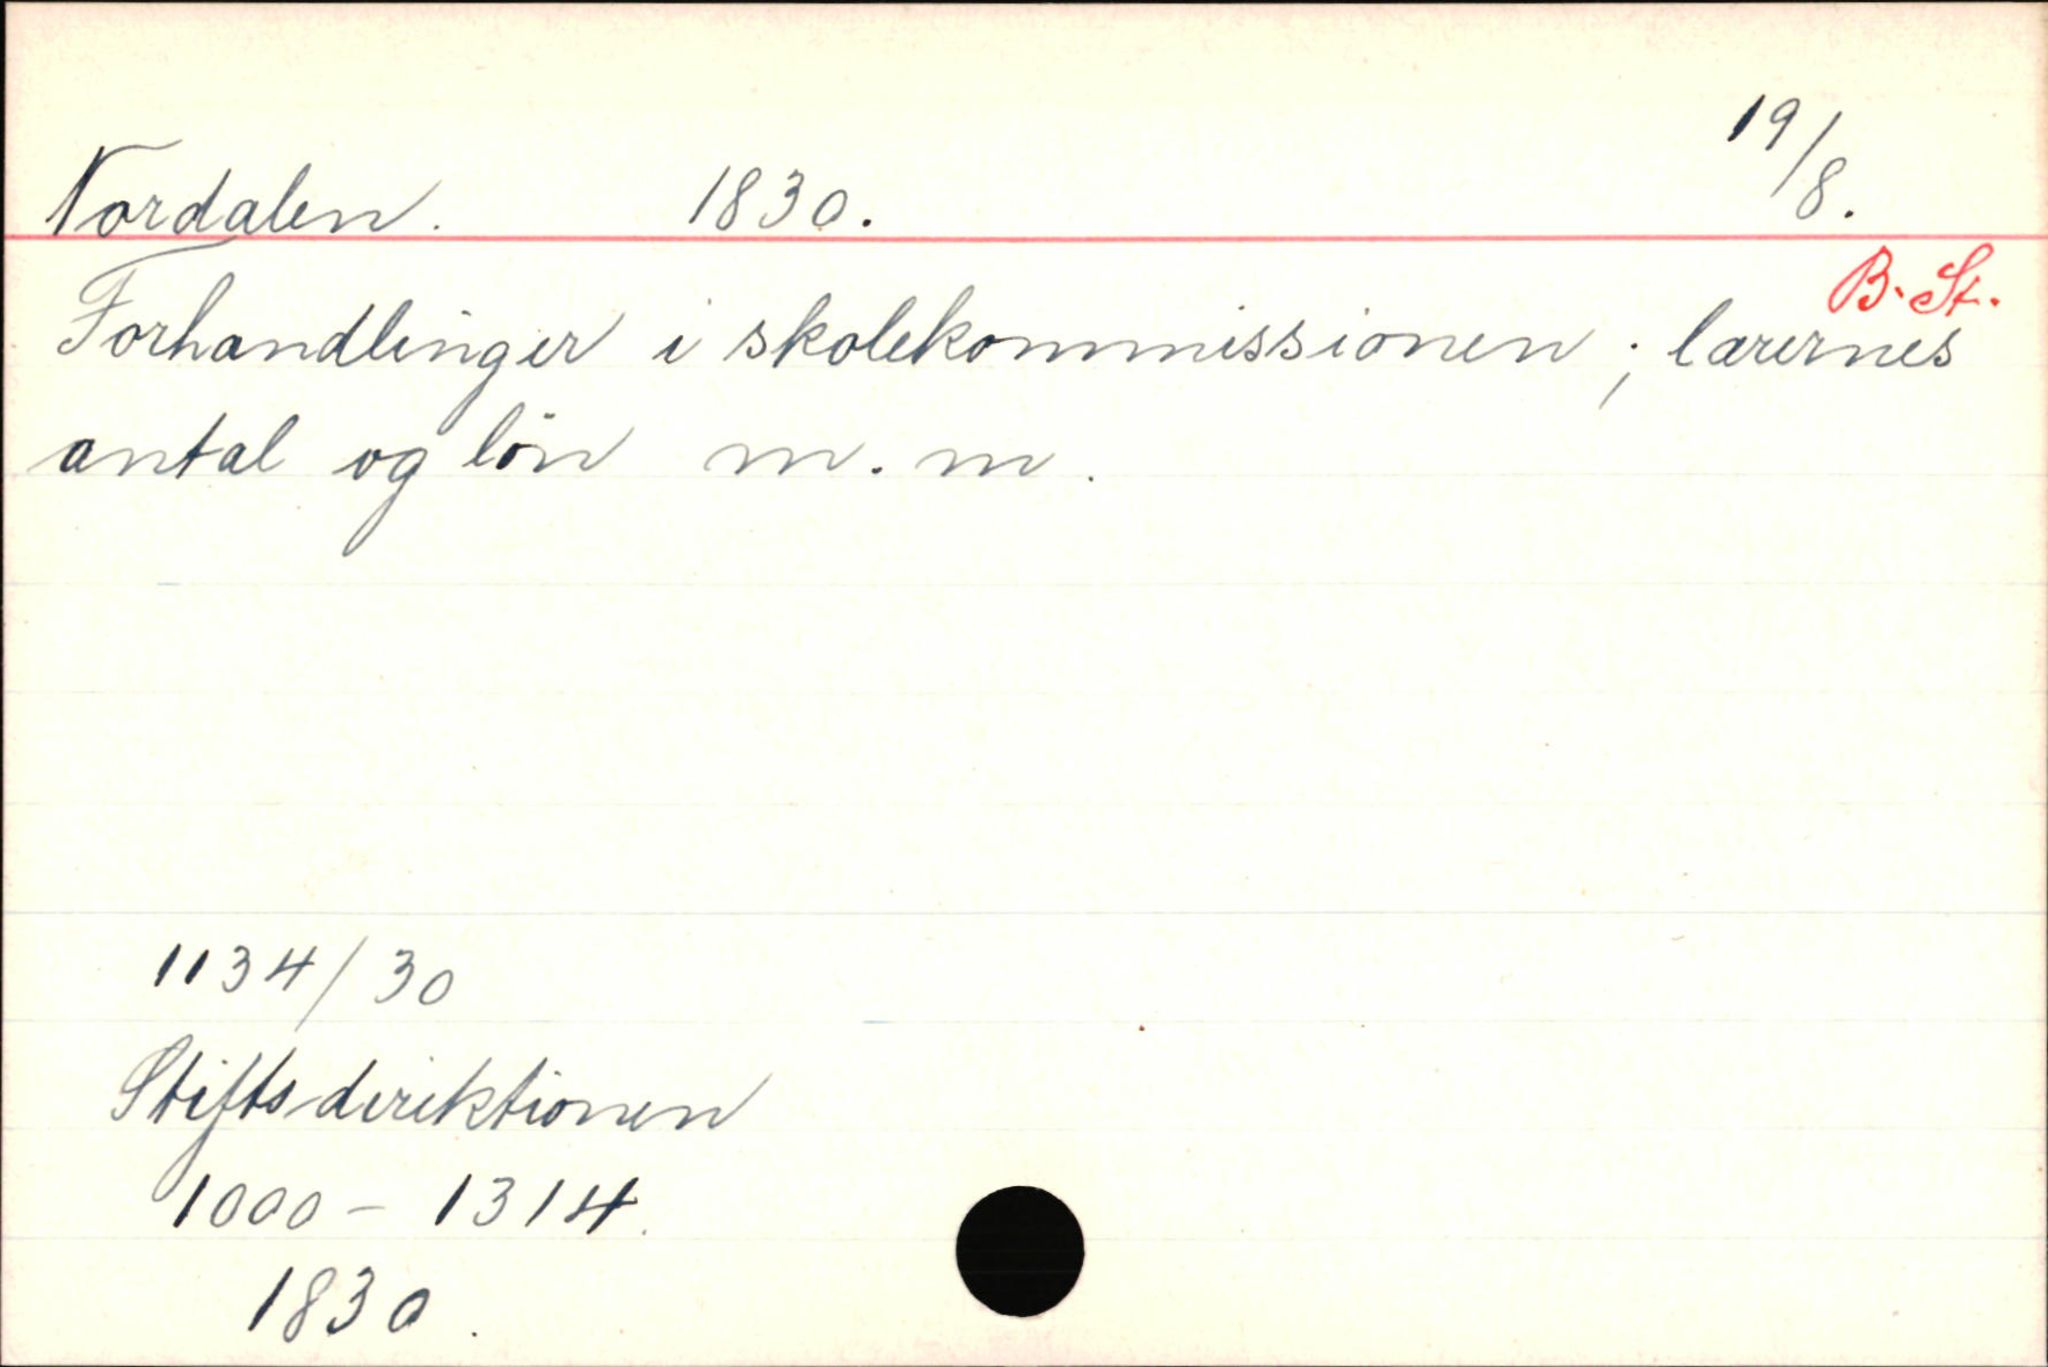 Nordalen. 1830. 19/8.
B. St.
Forhandlinger i skolekommissionen; lærernes
antal og lön m. m.
1134/30
Stiftsdirektionen
1000 - 1314.
1830.